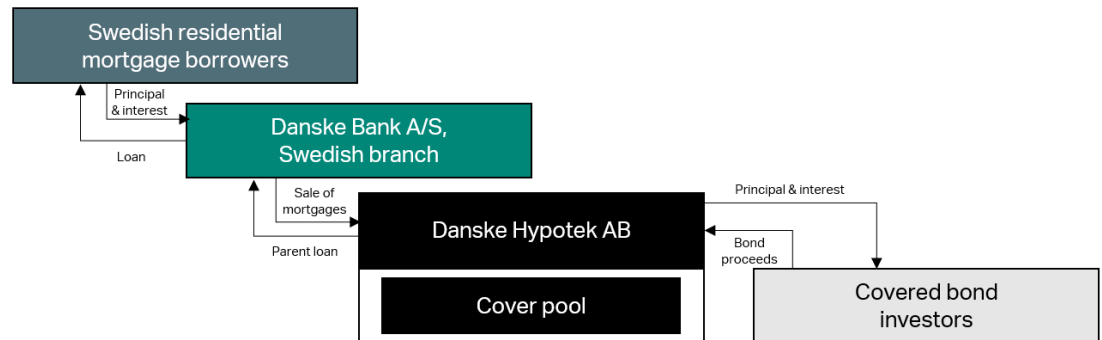 Swedish residential
mortgage borrowers
Principal
& interest
Loan
Danske Bank A/S,
Swedish branch
Sale of
mortgages
Parent loan
Danske Hypotek AB
Cover pool
Principal & interest
Bond
proceeds
Covered bond
investors